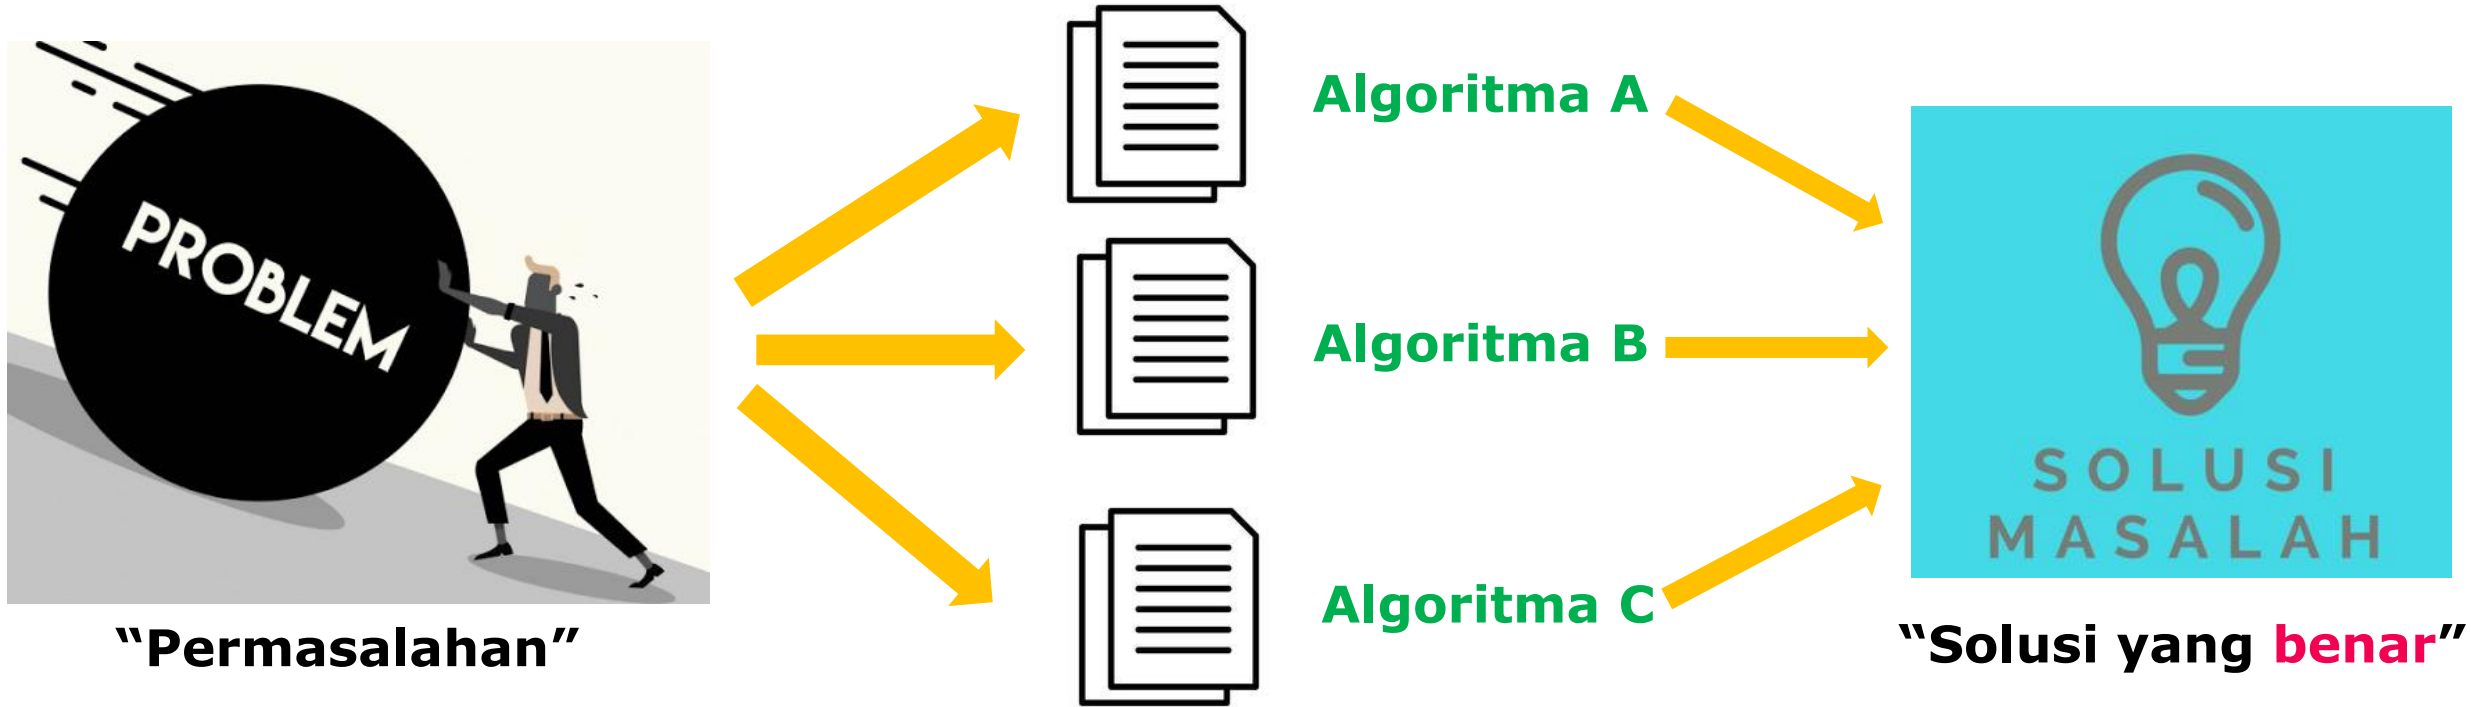 PROBLEM
“Permasalahan”
Algoritma A
Algoritma B
Algoritma C
SOLUSI
MASALAH
“Solusi yang benar”